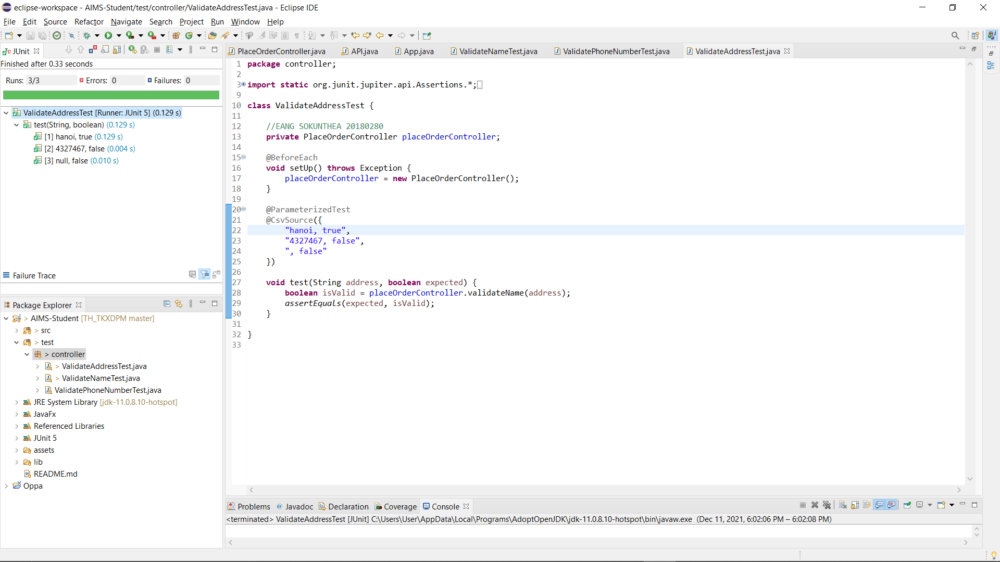 eclipse-workspace - AIMS-Student/test/controller/ValidateAddressTest.java - Eclipse IDE
File Edit Source Refactor Navigate Search Project Run Window Help
JUnit
Finished after 0.33 seconds
Runs: 3/3 Errors: 0 Failures: 0
ValidateAddressTest [Runner: JUnit 5] (0.129 s)
test(String, boolean) (0.129 s)
[1] hanoi, true (0.129 s)
[2] 4327467, false (0.004 s)
[3] null, false (0.010 s)
Failure Trace
Package Explorer
> AIMS-Student [TH_TKXDPM master]
> src
> test
> controller
> ValidateAddressTest.java
> ValidateNameTest.java
ValidatePhoneNumberTest.java
JRE System Library [jdk-11.0.8.10-hotspot]
JavaFx
Referenced Libraries
JUnit 5
assets
lib
README.md
Oppa
PlaceOrderController.java API.java App.java ValidateNameTest.java ValidatePhoneNumberTest.java ValidateAddressTest.java
1 package controller;
2
3 import static org.junit.jupiter.api.Assertions.*;
9
10 class ValidateAddressTest {
11
12 //EANG SOKUNTHEA 20180280
13 private PlaceOrderController placeOrderController;
14
15 @BeforeEach
16 void setUp() throws Exception {
17 placeOrderController = new PlaceOrderController();
18 }
19
20 @ParameterizedTest
21 @CsvSource({
22 "hanoi, true",
23 "4327467, false",
24 ", false"
25 })
26
27 void test(String address, boolean expected) {
28 boolean isValid = placeOrderController.validateName(address);
29 assertEquals(expected, isValid);
30 }
31
32 }
33
Problems @ Javadoc Declaration Coverage Console
<terminated> ValidateAddressTest [JUnit] C:\Users\User\AppData\Local\Programs\AdoptOpenJDK\jdk-11.0.8.10-hotspot\bin\javaw.exe (Dec 11, 2021, 6:02:06 PM – 6:02:08 PM)